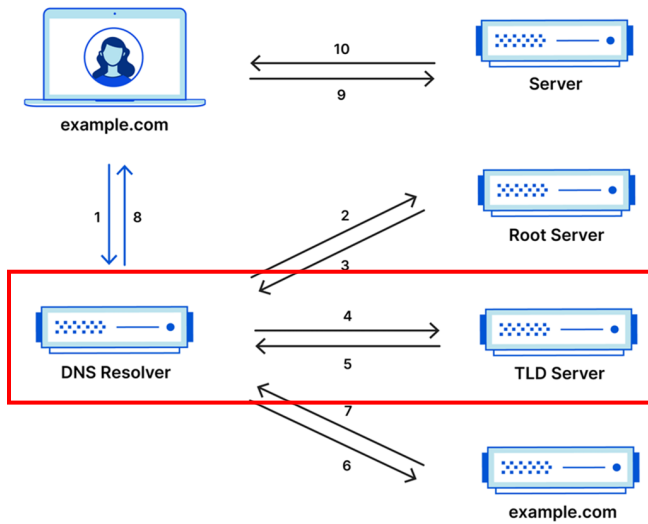 10
9
Server
example.com
1
8
2
3
Root Server
4
5
DNS Resolver
TLD Server
7
6
example.com